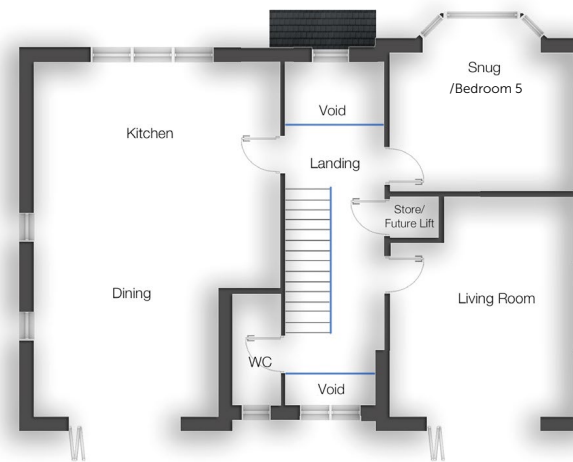 Snug
/Bedroom 5
Void
Kitchen
Landing
Store/
Future Lift
Dining
Living Room
WC
Void